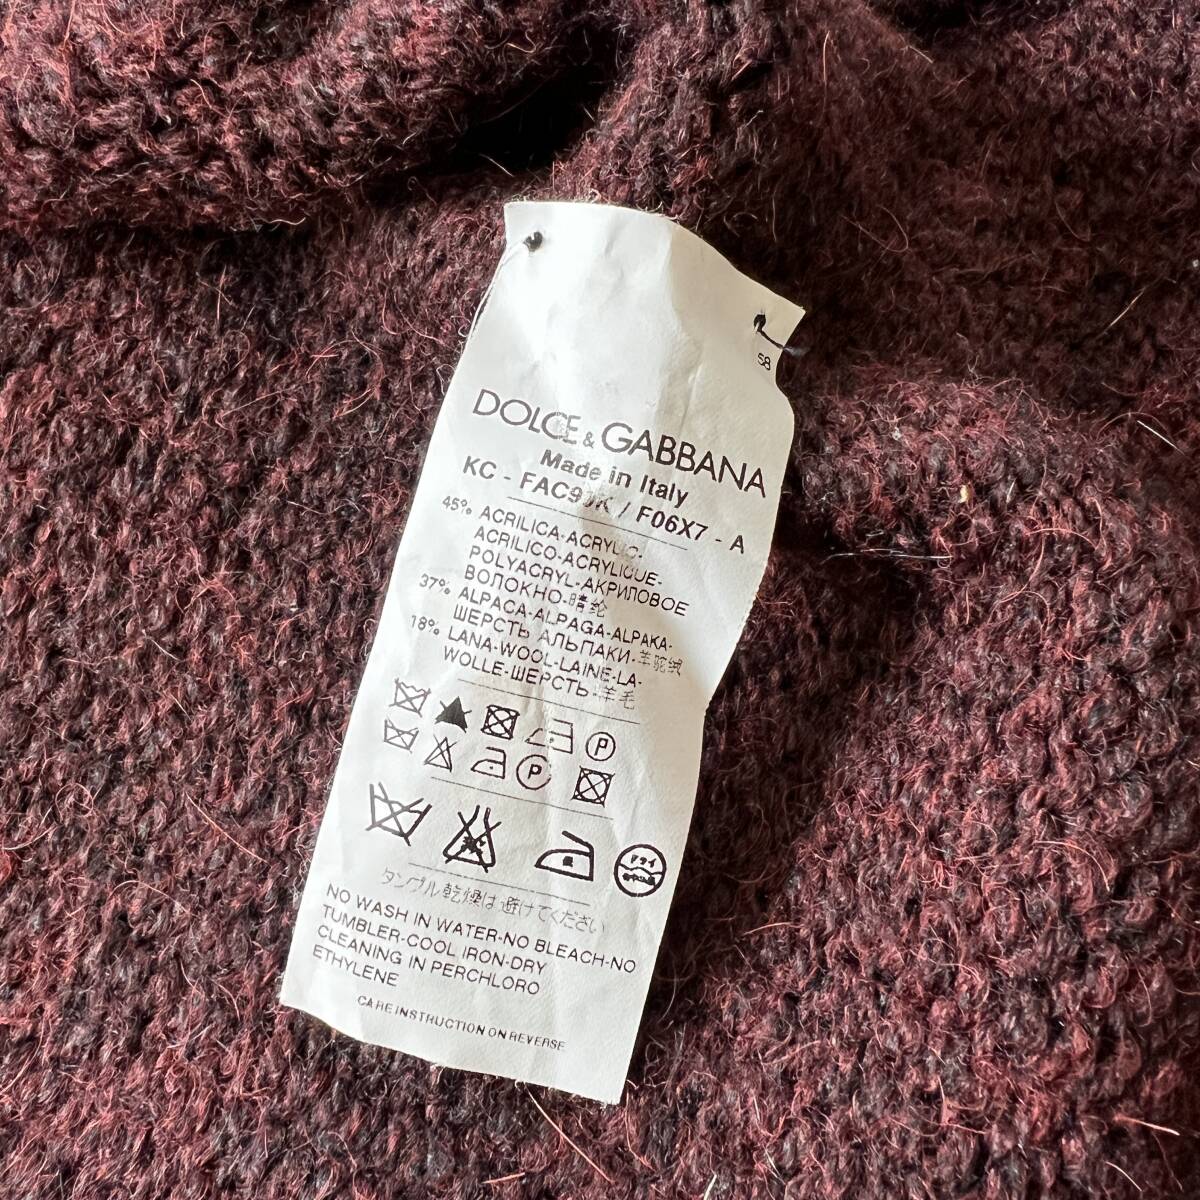 58
DOLCE & GABBANA
Made in Italy
KC - / F06X7 - A
45% ACRILICA-ACRYLIC-
ACRILICO-ACRYLIQUE-
POLYACRYL-АКРИЛОВОЕ
ВОЛОКНО-腈纶
37% ALPACA-ALPAGA-ALPAKA-
ШЕРСТЬ АЛЬПАКИ-羊驼绒
18% LANA-WOOL-LAINE-LA-
WOLLE-ШЕРСТЬ-羊毛
P
P
ドライ
タンブル乾燥は避けてください
NO WASH IN WATER-NO BLEACH-NO
TUMBLER-COOL IRON-DRY
CLEANING IN PERCHLORO
ETHYLENE
CARE INSTRUCTION ON REVERSE